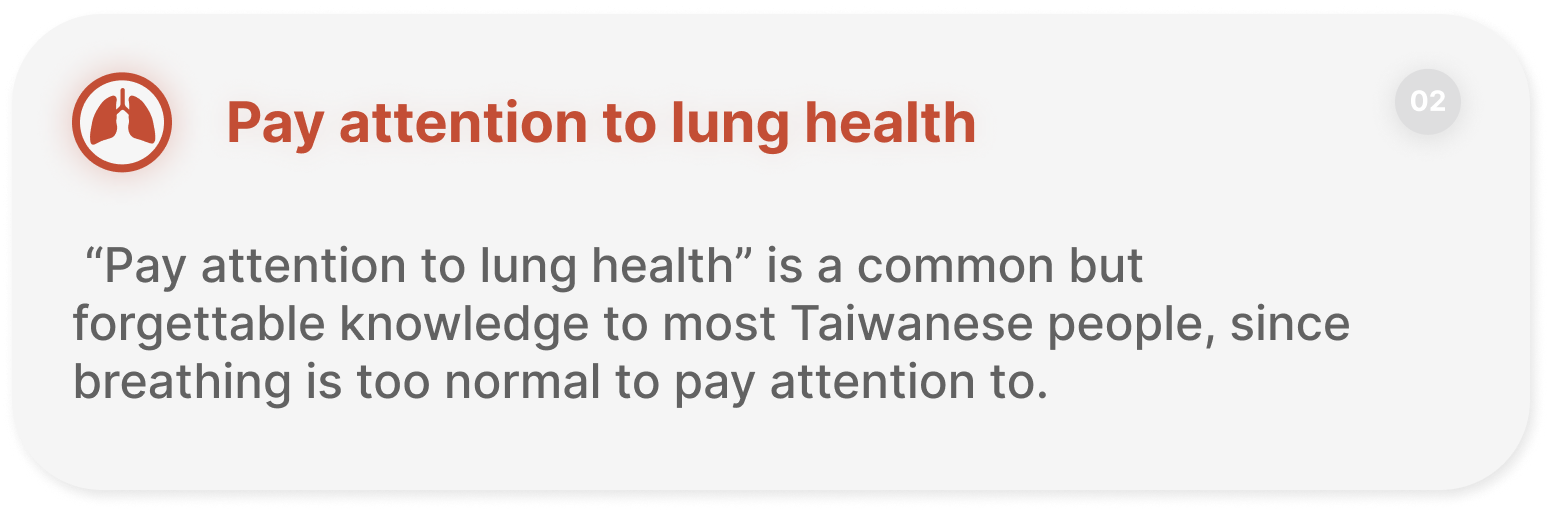 Pay attention to lung health
02
“Pay attention to lung health” is a common but
forgettable knowledge to most Taiwanese people, since
breathing is too normal to pay attention to.